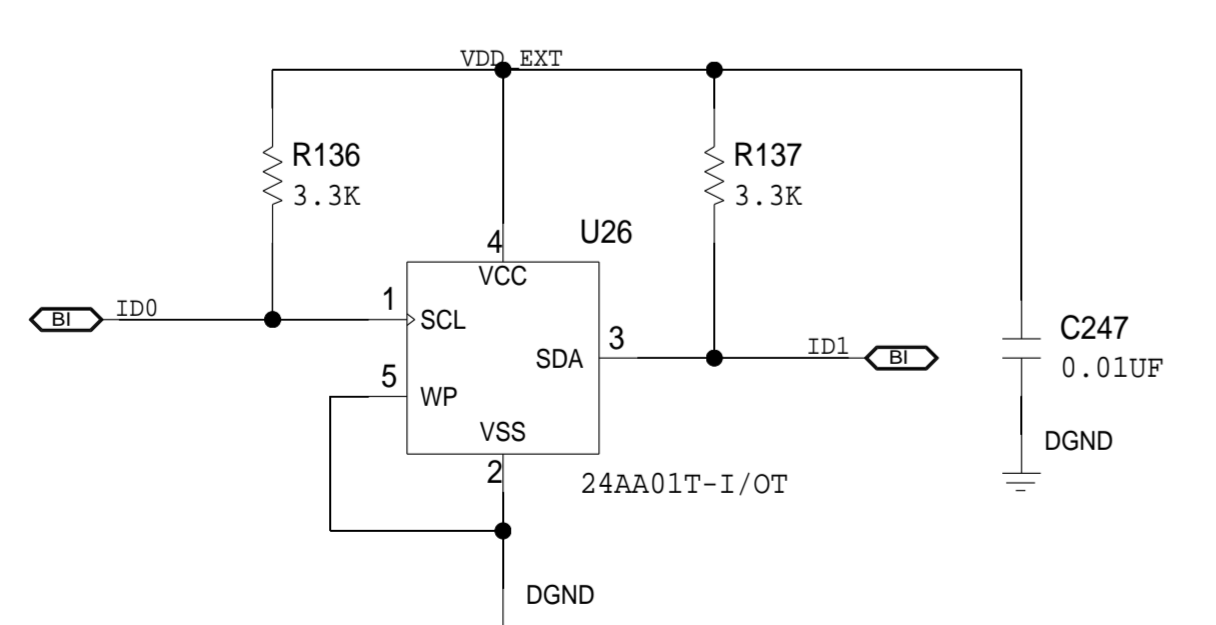 VDD_EXT
R136
3.3K
R137
3.3K
U26
4
VCC
BI
ID0
1
SCL
3
SDA
ID1
BI
C247
0.01UF
5
WP
VSS
2
DGND
24AA01T-I/OT
DGND